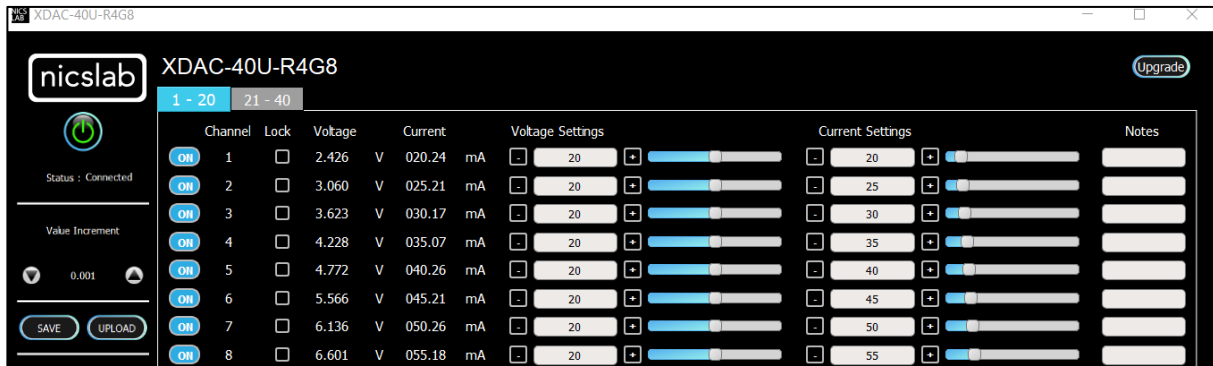 NICS LAB XDAC-40U-R4G8
nicslab
XDAC-40U-R4G8
Upgrade
1 - 20 21 - 40
Channel Lock Voltage Current Voltage Settings Current Settings Notes
ON 1 2.426 V 020.24 mA - 20 + - 20 +
Status : Connected
ON 2 3.060 V 025.21 mA - 20 + - 25 +
ON 3 3.623 V 030.17 mA - 20 + - 30 +
Value Increment
ON 4 4.228 V 035.07 mA - 20 + - 35 +
0.001
ON 5 4.772 V 040.26 mA - 20 + - 40 +
ON 6 5.566 V 045.21 mA - 20 + - 45 +
SAVE UPLOAD
ON 7 6.136 V 050.26 mA - 20 + - 50 +
ON 8 6.601 V 055.18 mA - 20 + - 55 +